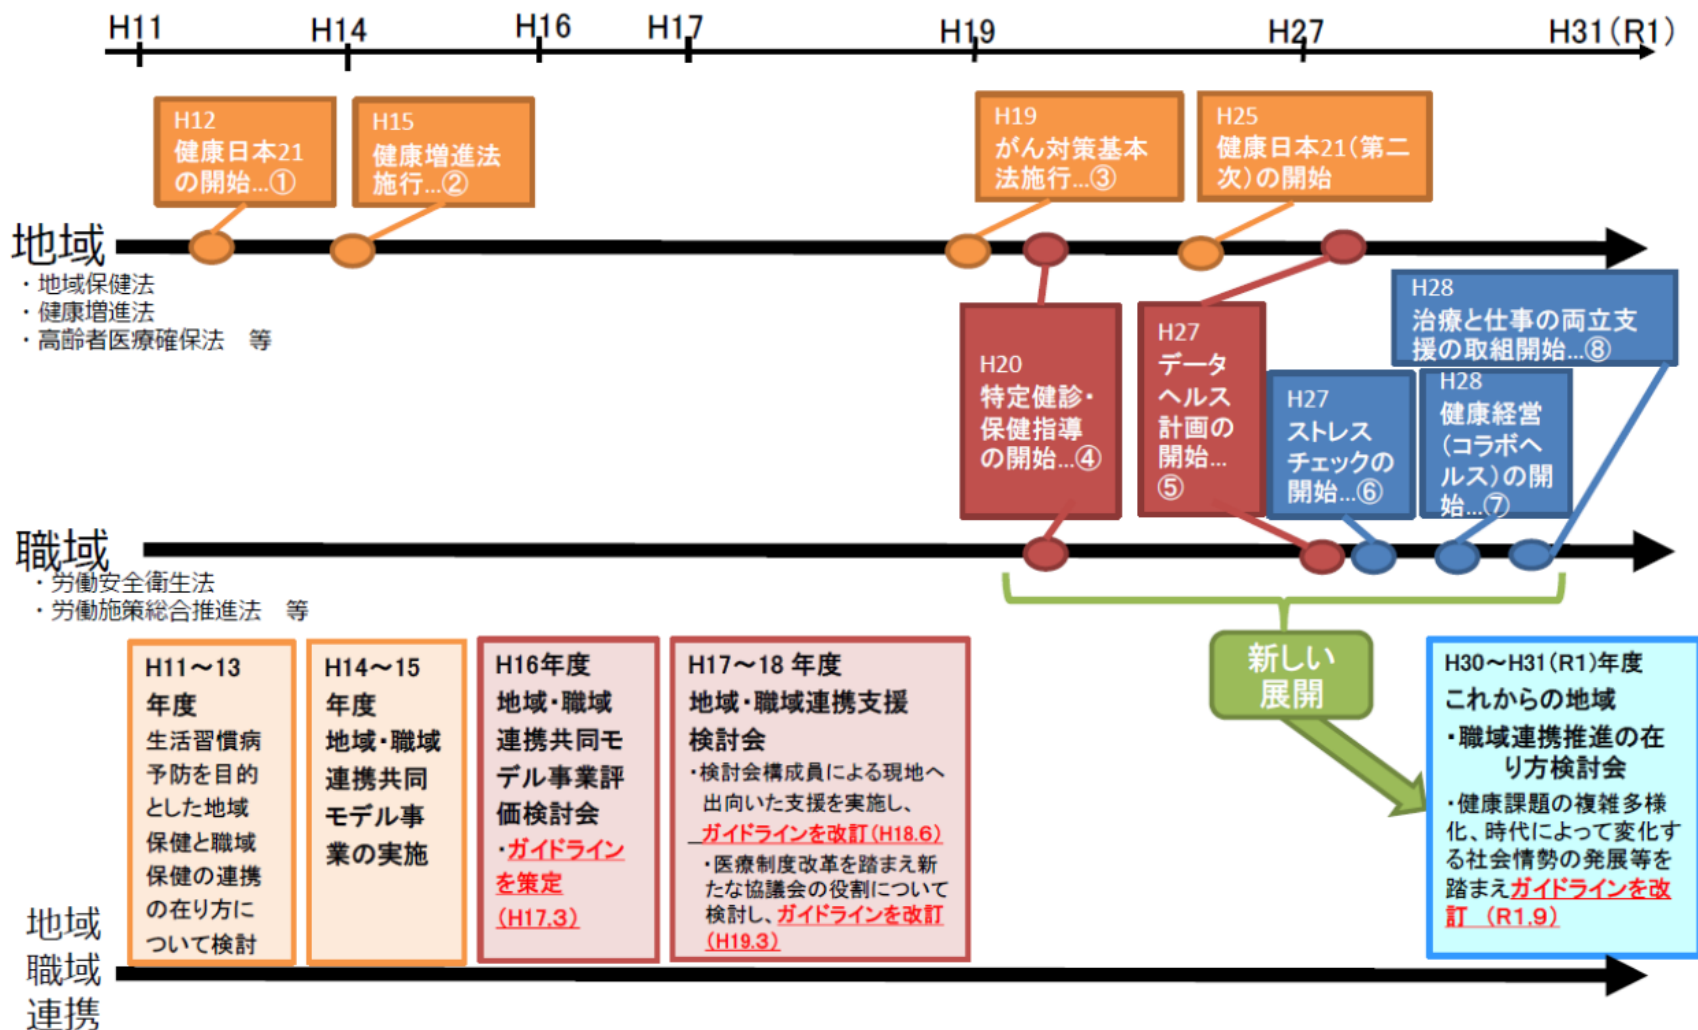 H11
H14
H16
H17
H19
H27
H31(R1)
H12
健康日本21
の開始…①
H15
健康増進法
施行…②
H19
がん対策基本
法施行…③
H25
健康日本21(第二
次)の開始
地域
・地域保健法
・健康増進法
・高齢者医療確保法　等
H20
特定健診・
保健指導
の開始…④
H27
データ
ヘルス
計画の
開始…
⑤
H27
ストレス
チェックの
開始…⑥
H28
治療と仕事の両立支
援の取組開始…⑧
H28
健康経営
(コラボヘ
ルス)の開
始…⑦
職域
・労働安全衛生法
・労働施策総合推進法　等
新しい
展開
H11～13
年度
生活習慣病
予防を目的
とした地域
保健と職域
保健の連携
の在り方に
ついて検討
H14～15
年度
地域・職域
連携共同
モデル事
業の実施
H16年度
地域・職域
連携共同モ
デル事業評
価検討会
・ガイドライン
を策定
(H17.3)
H17～18 年度
地域・職域連携支援
検討会
・検討会構成員による現地へ
出向いた支援を実施し、
ガイドラインを改訂(H18.6)
・医療制度改革を踏まえ新
たな協議会の役割について
検討し、ガイドラインを改訂
(H19.3)
H30～H31(R1)年度
これからの地域
・職域連携推進の在
り方検討会
・健康課題の複雑多様
化、時代によって変化す
る社会情勢の発展等を
踏まえガイドラインを改
訂　(R1.9)
地域
職域
連携